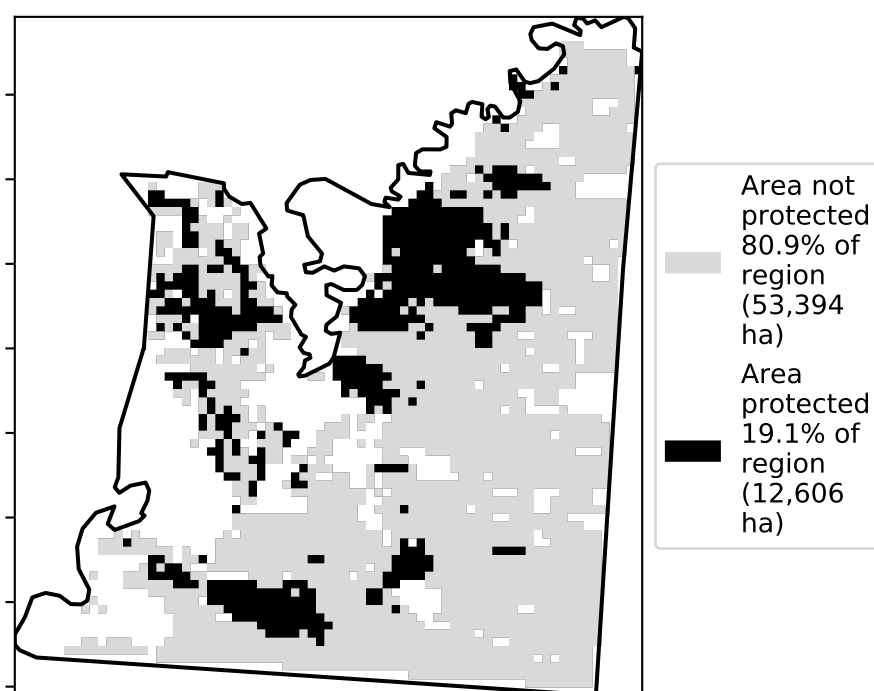 Area not
protected
80.9% of
region
(53,394
ha)
Area
protected
19.1% of
region
(12,606
ha)